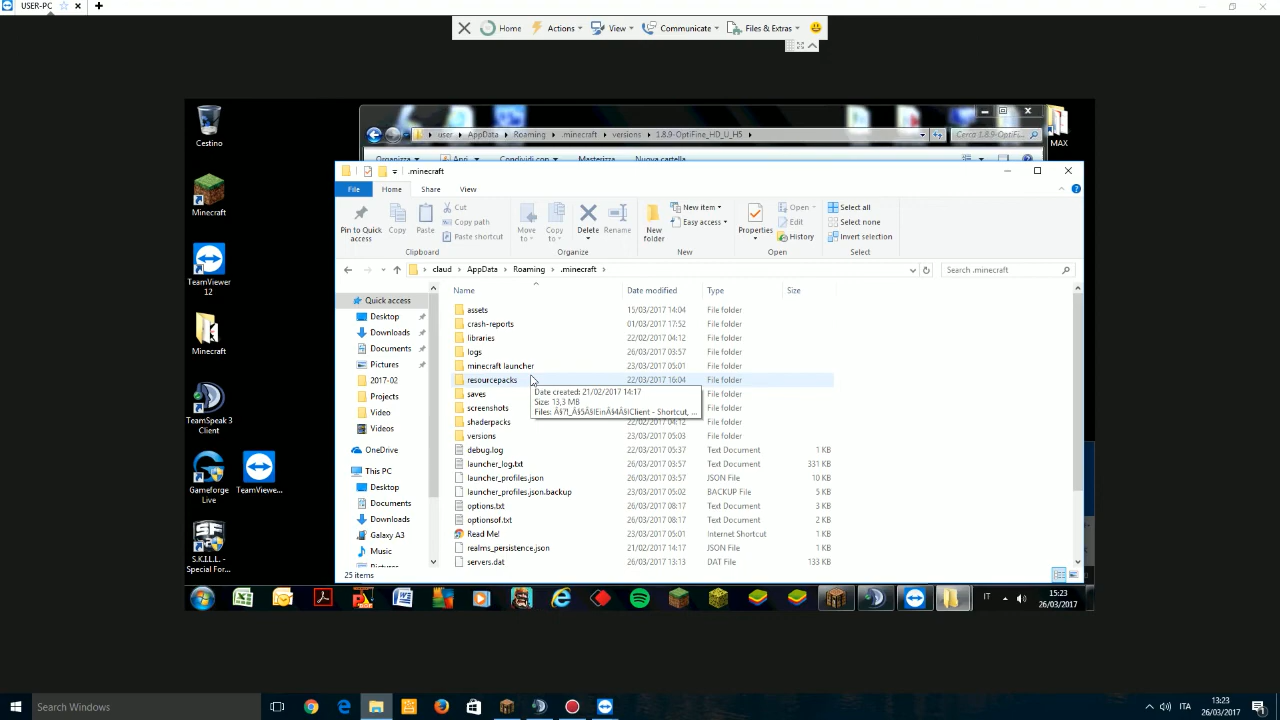 USER-PC
Home Actions View Communicate Files & Extras
Cestino
MAX
user AppData Roaming .minecraft versions 1.8.9-OptiFine_HD_U_H5
Cerca 1.8.9-OptiFine...
Organizza Apri Condividi con Masterizza Nuova cartella
.minecraft
File Home Share View
Pin to Quick access
Copy
Paste
Cut
Copy path
Paste shortcut
Clipboard
Move to
Copy to
Delete
Rename
Organize
New folder
New item
Easy access
New
Properties
Open
Edit
History
Open
Select all
Select none
Invert selection
Select
claud AppData Roaming .minecraft
Search .minecraft
Name Date modified Type Size
assets 15/03/2017 14:04 File folder
crash-reports 01/03/2017 17:52 File folder
libraries 22/02/2017 04:12 File folder
logs 26/03/2017 03:57 File folder
minecraft launcher 23/03/2017 05:01 File folder
resourcepacks 22/03/2017 16:04 File folder
saves File folder
screenshots File folder
shaderpacks 22/02/2017 04:12 File folder
versions 23/03/2017 05:03 File folder
debug.log 22/03/2017 05:37 Text Document 1 KB
launcher_log.txt 26/03/2017 03:57 Text Document 331 KB
launcher_profiles.json 26/03/2017 03:57 JSON File 10 KB
launcher_profiles.json.backup 23/03/2017 05:02 BACKUP File 5 KB
options.txt 26/03/2017 08:17 Text Document 3 KB
optionsof.txt 26/03/2017 08:17 Text Document 2 KB
Read Me! 23/03/2017 05:01 Internet Shortcut 1 KB
realms_persistence.json 21/02/2017 14:17 JSON File 1 KB
servers.dat 26/03/2017 13:13 DAT File 133 KB
Date created: 21/02/2017 14:17
Size: 13,3 MB
Files: Â§7!_Â§5Â§lEinÂ§4Â§lClient - Shortcut, ...
Quick access
Desktop
Downloads
Documents
Pictures
2017-02
Projects
Video
Videos
OneDrive
This PC
Desktop
Documents
Downloads
Galaxy A3
Music
Pictures
25 items
Minecraft
TeamViewer 12
Minecraft
TeamSpeak 3 Client
Gameforge Live
TeamViewe...
S.K.I.L.L. - Special For...
IT
15:23
26/03/2017
Search Windows
ITA
13:23
26/03/2017